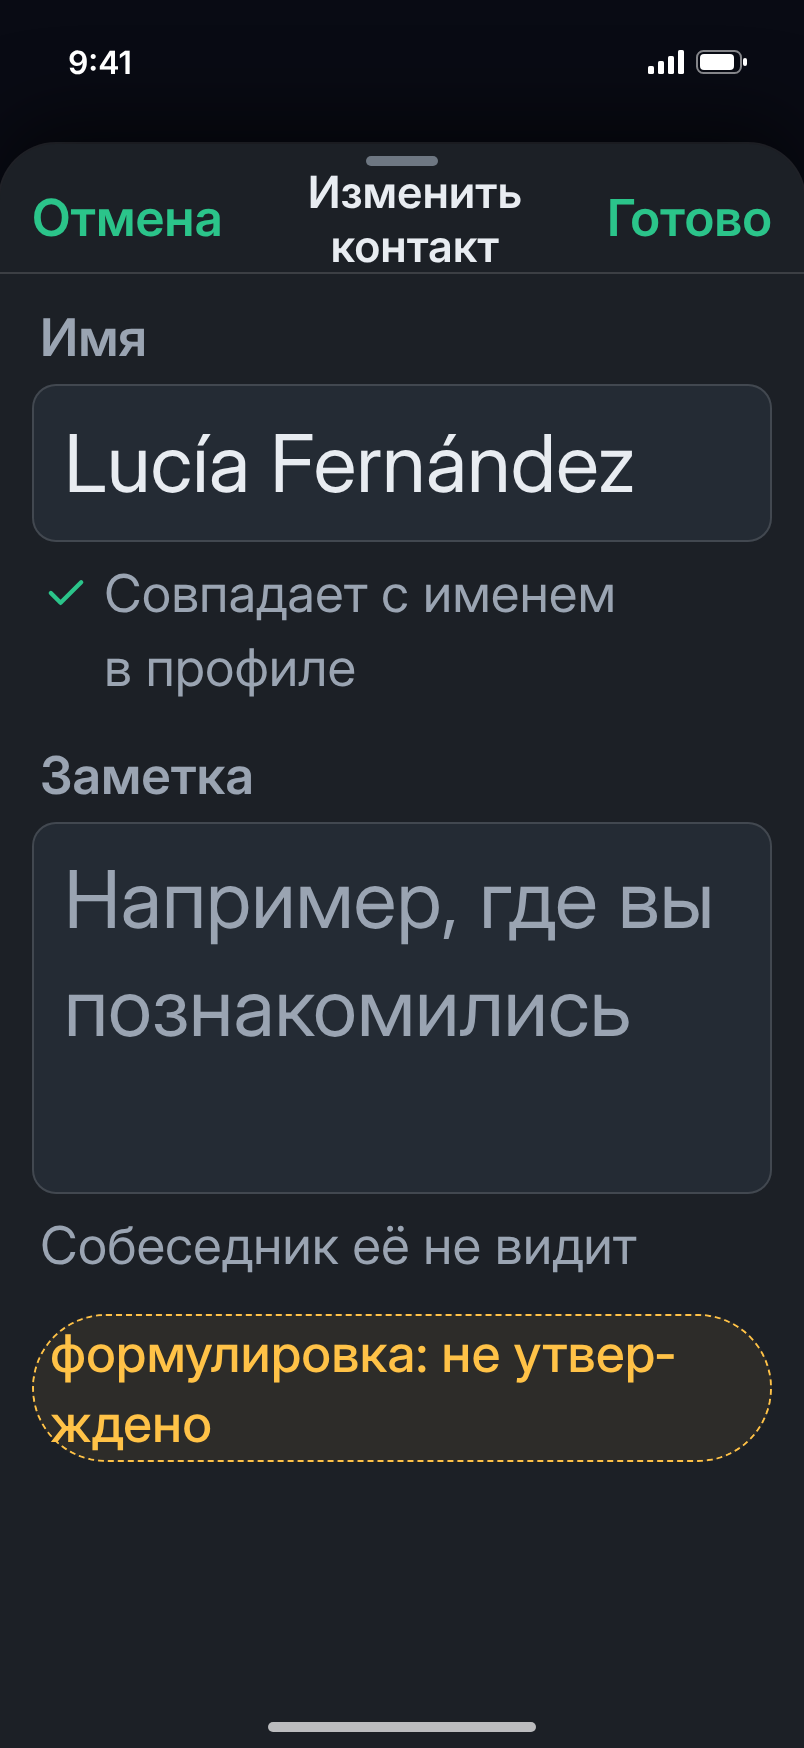 9:41
Отмена
Изменить
контакт
Готово
Имя
Lucía Fernández
Совпадает с именем
в профиле
Заметка
Например, где вы
познакомились
Собеседник её не видит
формулировка: не утвер-
ждено